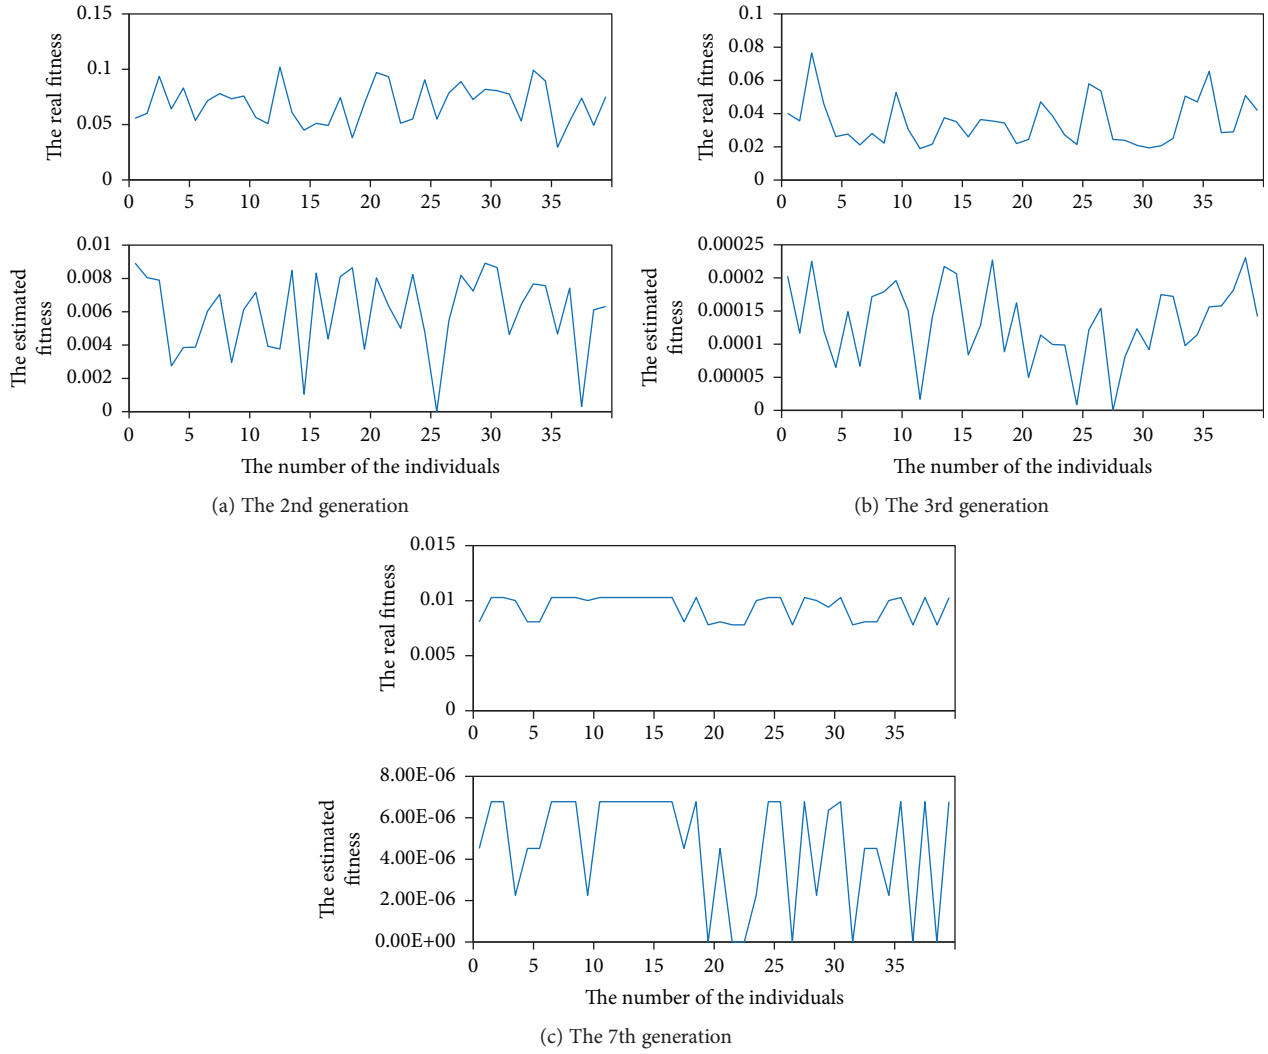 The real fitness
0.15
0.1
0.05
0
0 5 10 15 20 25 30 35
The estimated
fitness
0.01
0.008
0.006
0.004
0.002
0
0 5 10 15 20 25 30 35
The number of the individuals
(a) The 2nd generation
The real fitness
0.1
0.08
0.06
0.04
0.02
0
0 5 10 15 20 25 30 35
The estimated
fitness
0.00025
0.0002
0.00015
0.0001
0.00005
0
0 5 10 15 20 25 30 35
The number of the individuals
(b) The 3rd generation
The real fitness
0.015
0.01
0.005
0
0 5 10 15 20 25 30 35
The estimated
fitness
8.00E-06
6.00E-06
4.00E-06
2.00E-06
0.00E+00
0 5 10 15 20 25 30 35
The number of the individuals
(c) The 7th generation